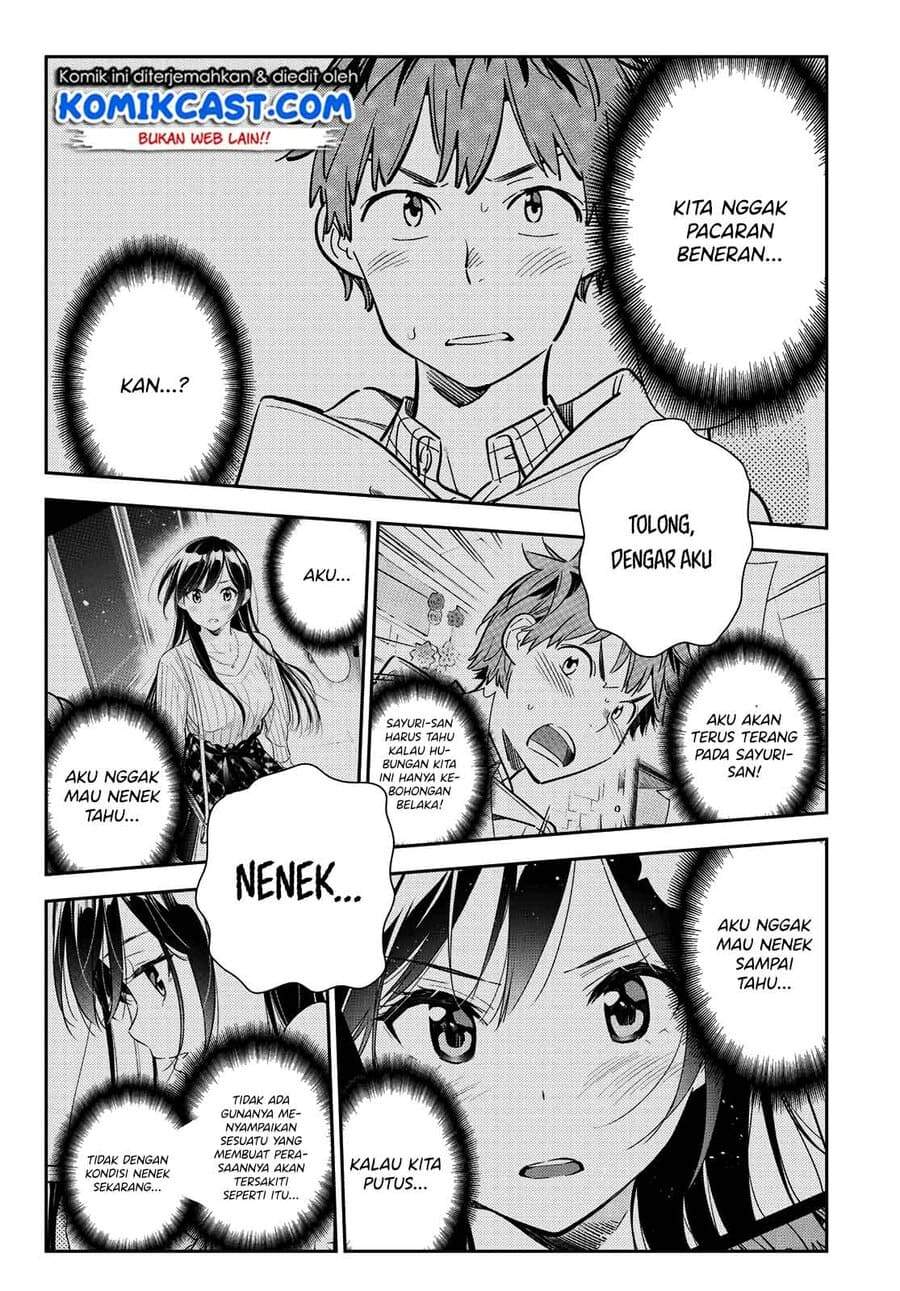 Komik ini diterjemahkan & diedit oleh
KOMIKCAST.COM
BUKAN WEB LAIN!!
KITA NGGAK
PACARAN
BENERAN...
KAN...?
TOLONG,
DENGAR AKU
AKU AKAN
TERUS TERANG
PADA SAYURI-
SAN!
SAYURI-SAN
HARUS TAHU
KALAU HU-
BUNGAN KITA
INI HANYA KE-
BOHONGAN
BELAKA!
AKU...
AKU NGGAK
MAU NENEK
TAHU...
NENEK...
AKU NGGAK
MAU NENEK
SAMPAI
TAHU...
KALAU KITA
PUTUS...
TIDAK ADA
GUNANYA ME-
NYAMPAIKAN
SESUATU YANG
MEMBUAT PERA-
SAANNYA AKAN
TERSAKITI
SEPERTI ITU...
TIDAK DENGAN
KONDISI NENEK
SEKARANG...